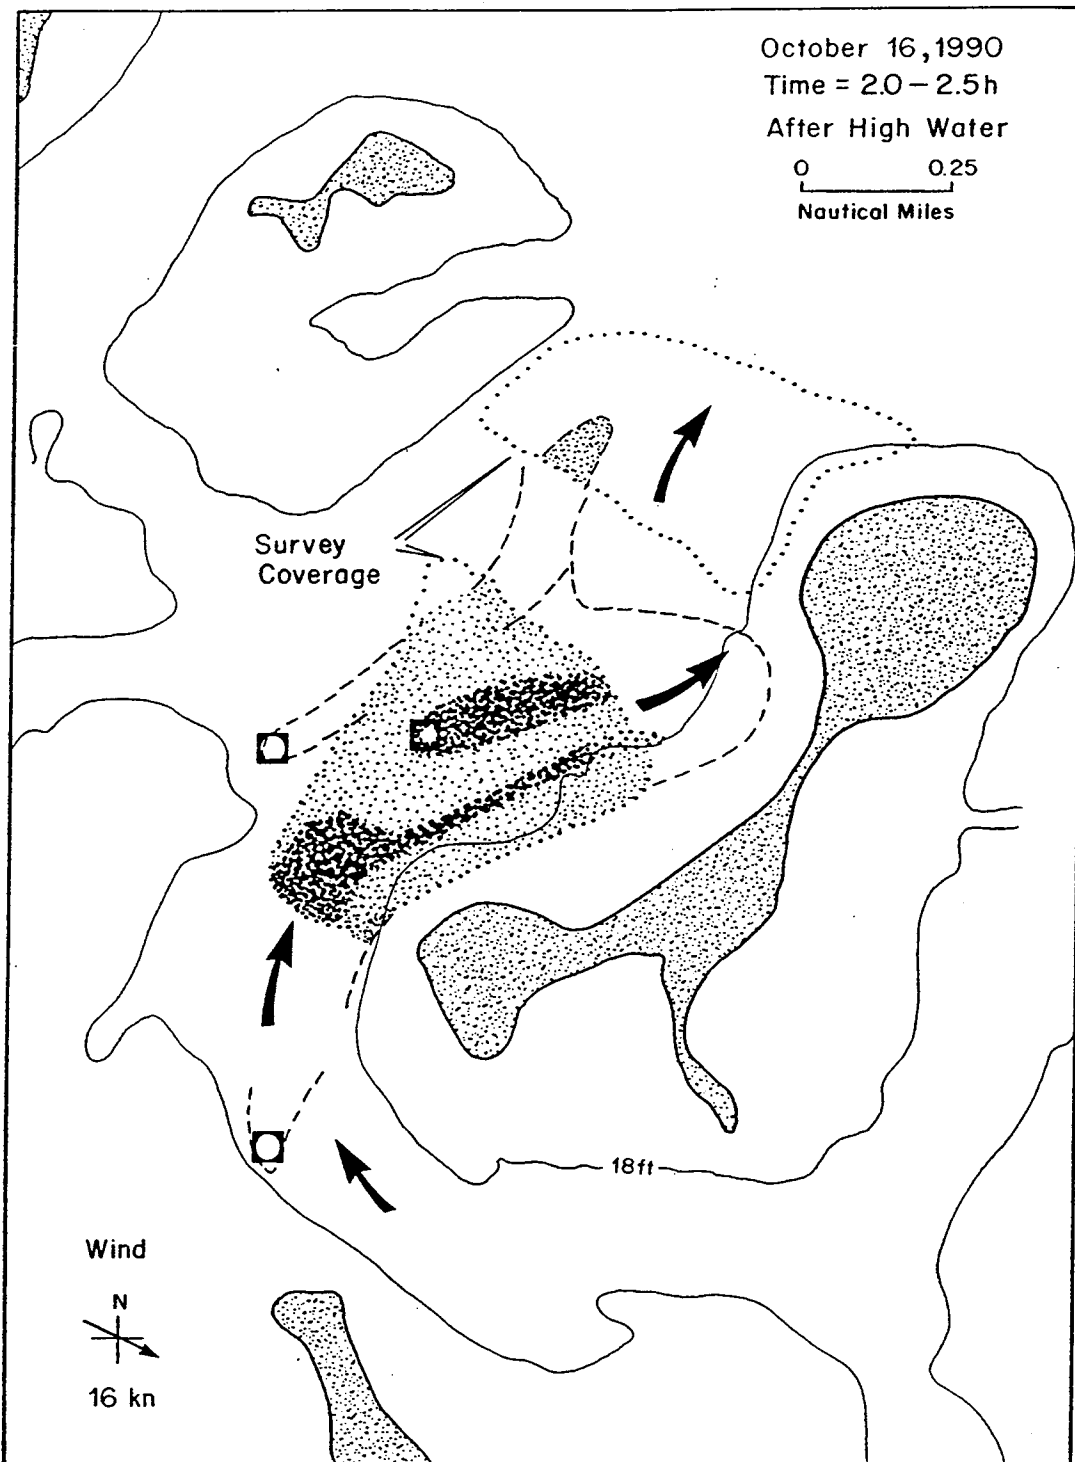 October 16, 1990
Time = 2.0 – 2.5 h
After High Water
0 0.25
Nautical Miles
Survey
Coverage
18ft
Wind
N
16 kn